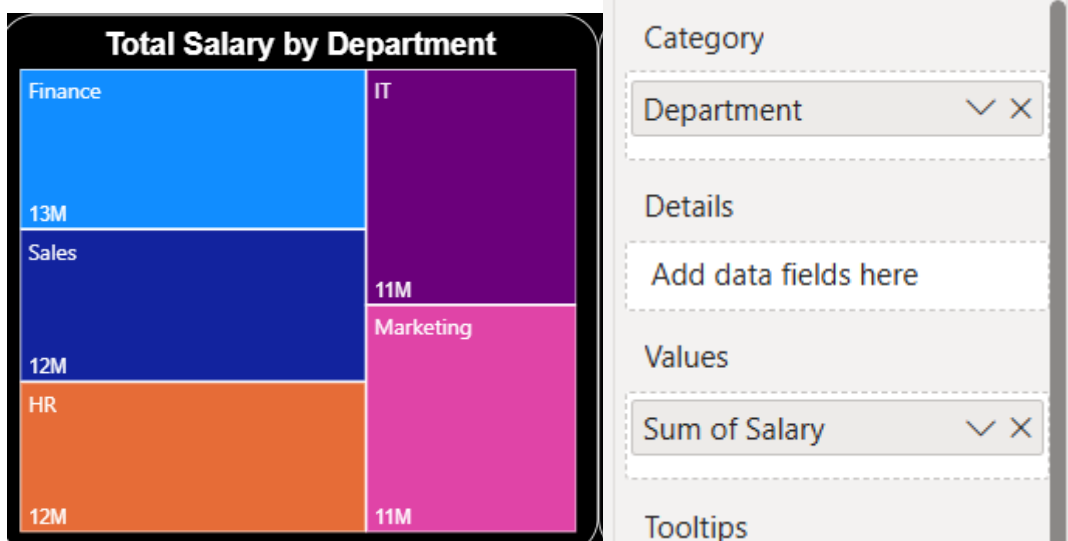 Total Salary by Department
Finance
13M
Sales
12M
HR
12M
IT
11M
Marketing
11M
Category
Department
Details
Add data fields here
Values
Sum of Salary
Tooltips